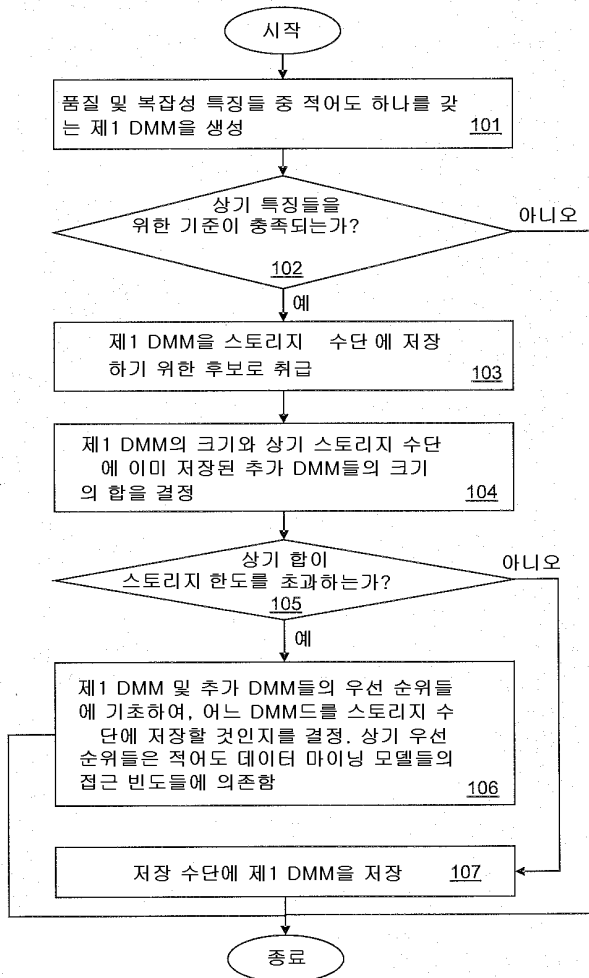 시작
품질 및 복잡성 특징들 중 적어도 하나를 갖
는 제1 DMM을 생성
101
상기 특징들을
위한 기준이 충족되는가?
아니오
102
예
제1 DMM을 스토리지 수단 에 저장
하기 위한 후보로 취급
103
제1 DMM의 크기와 상기 스토리지 수단
에 이미 저장된 추가 DMM들의 크기
의 합을 결정
104
상기 합이
스토리지 한도를 초과하는가?
아니오
105
예
제1 DMM 및 추가 DMM들의 우선 순위들
에 기초하여, 어느 DMM드를 스토리지 수
단에 저장할 것인지를 결정. 상기 우선
순위들은 적어도 데이터 마이닝 모델들의
접근 빈도들에 의존함
106
저장 수단에 제1 DMM을 저장
107
종료